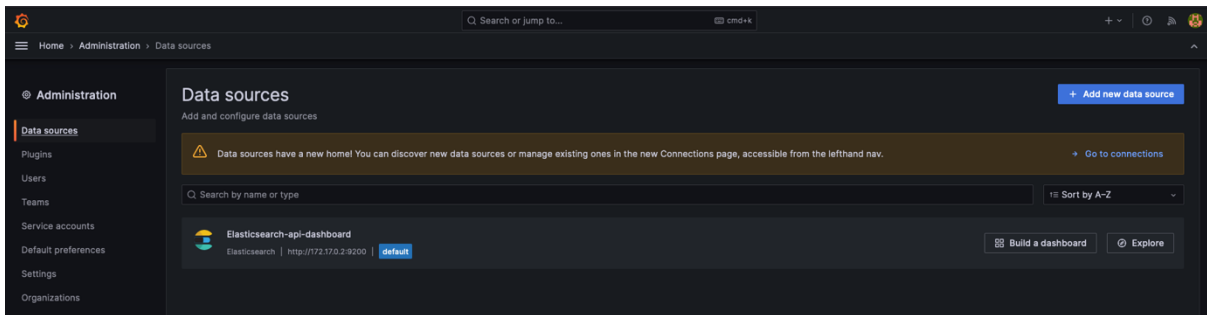 Search or jump to... cmd+k
Home › Administration › Data sources
Administration
Data sources
Plugins
Users
Teams
Service accounts
Default preferences
Settings
Organizations
Data sources
Add and configure data sources
+ Add new data source
Data sources have a new home! You can discover new data sources or manage existing ones in the new Connections page, accessible from the lefthand nav.
Go to connections
Search by name or type
Sort by A–Z
Elasticsearch-api-dashboard
Elasticsearch | http://172.17.0.2:9200 | default
Build a dashboard
Explore